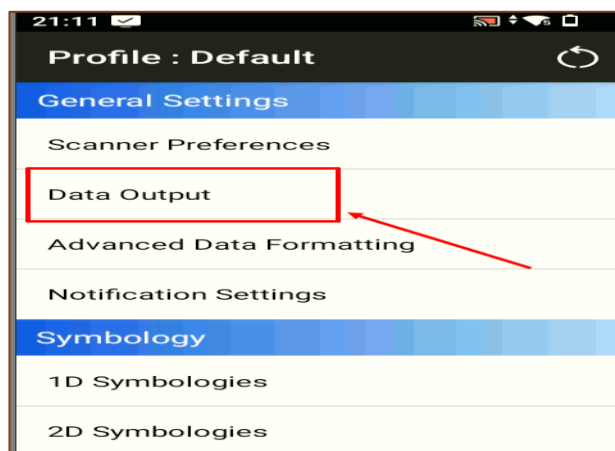 21:11
Profile : Default
General Settings
Scanner Preferences
Data Output
Advanced Data Formatting
Notification Settings
Symbology
1D Symbologies
2D Symbologies